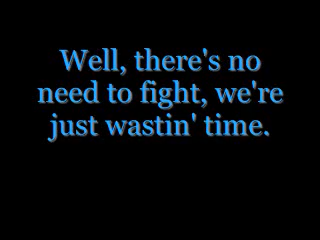 Well, there's no
need to fight, we're
just wastin' time.